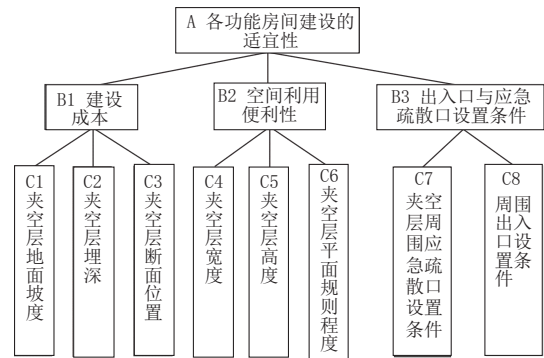 A 各功能房间建设的
适宜性
B1 建设
成本
B2 空间利用
便利性
B3 出入口与应急
疏散口设置条件
C1
夹空层地面坡度
C2
夹空层埋深
C3
夹空层断面位置
C4
夹空层宽度
C5
夹空层高度
C6
夹空层平面规则程度
C7
夹空
层周
围应
急疏
散口
设置
条件
C8
周围
出入
口设
置条
件